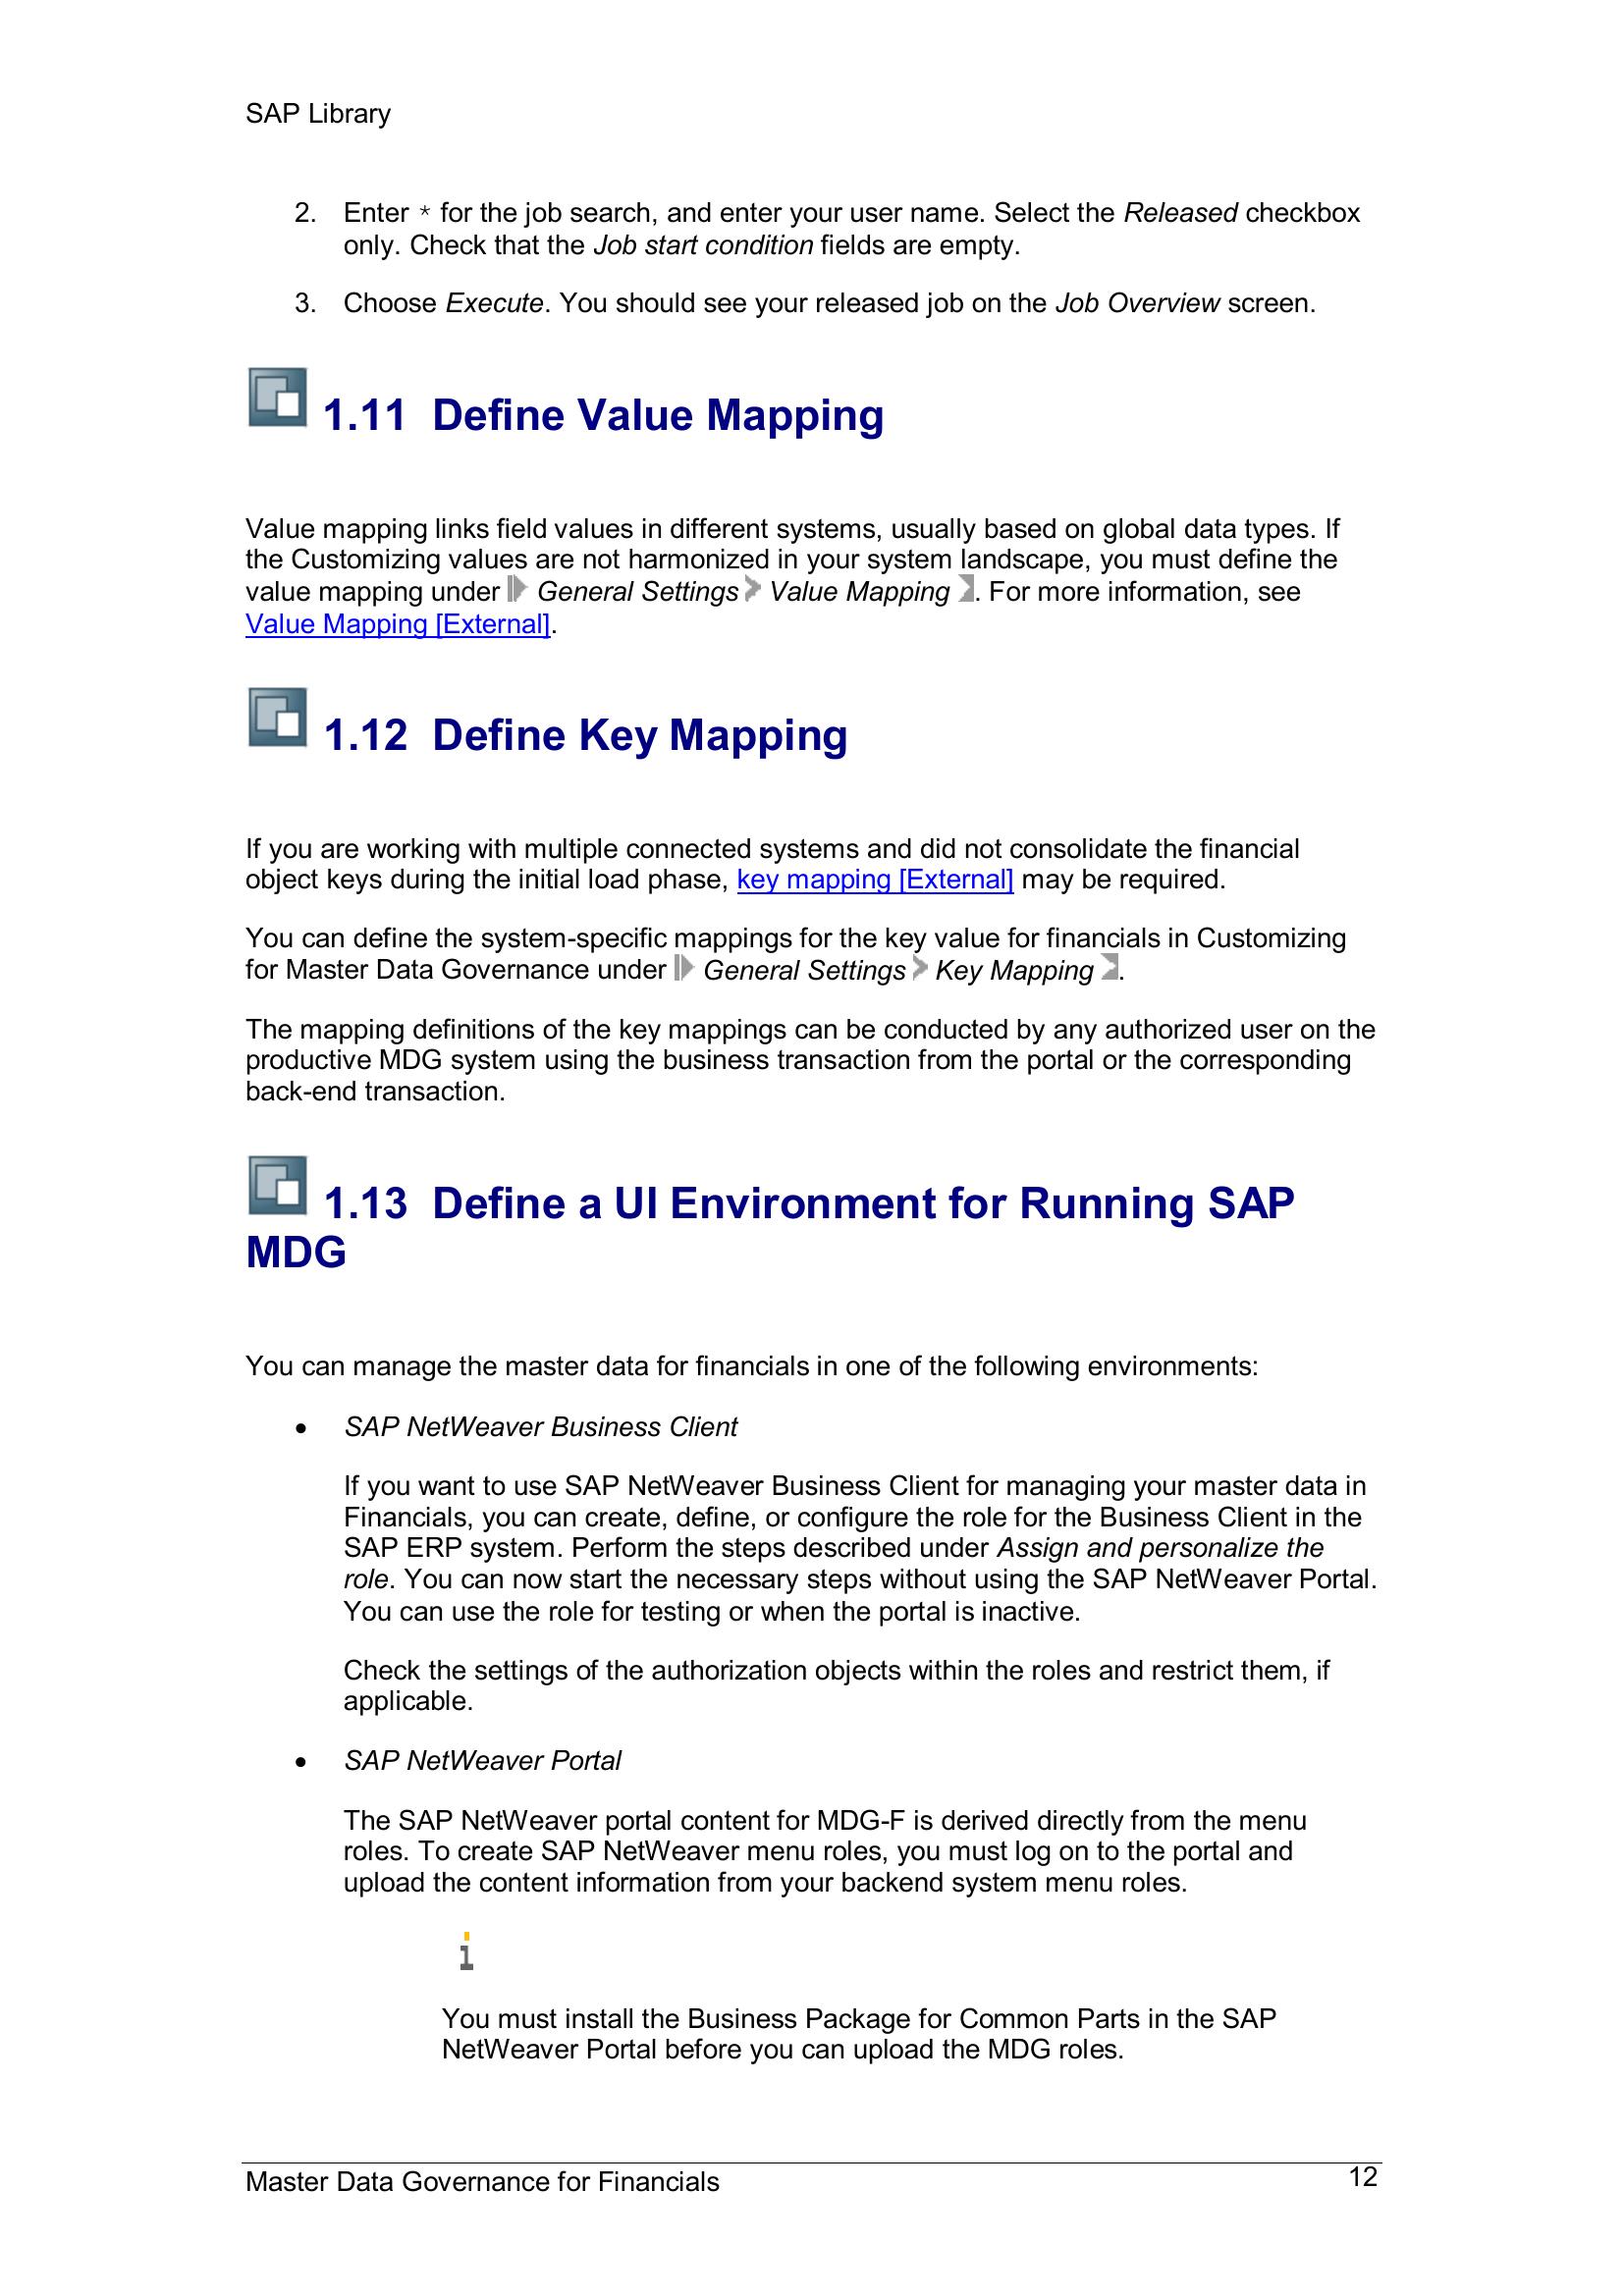 SAP Library
2. Enter * for the job search, and enter your user name. Select the Released checkbox
only. Check that the Job start condition fields are empty.
3. Choose Execute. You should see your released job on the Job Overview screen.
1.11 Define Value Mapping
Value mapping links field values in different systems, usually based on global data types. If
the Customizing values are not harmonized in your system landscape, you must define the
value mapping under General Settings Value Mapping . For more information, see
Value Mapping [External].
1.12 Define Key Mapping
If you are working with multiple connected systems and did not consolidate the financial
object keys during the initial load phase, key mapping [External] may be required.
You can define the system-specific mappings for the key value for financials in Customizing
for Master Data Governance under General Settings Key Mapping .
The mapping definitions of the key mappings can be conducted by any authorized user on the
productive MDG system using the business transaction from the portal or the corresponding
back-end transaction.
1.13 Define a UI Environment for Running SAP
MDG
You can manage the master data for financials in one of the following environments:
• SAP NetWeaver Business Client
If you want to use SAP NetWeaver Business Client for managing your master data in
Financials, you can create, define, or configure the role for the Business Client in the
SAP ERP system. Perform the steps described under Assign and personalize the
role. You can now start the necessary steps without using the SAP NetWeaver Portal.
You can use the role for testing or when the portal is inactive.
Check the settings of the authorization objects within the roles and restrict them, if
applicable.
• SAP NetWeaver Portal
The SAP NetWeaver portal content for MDG-F is derived directly from the menu
roles. To create SAP NetWeaver menu roles, you must log on to the portal and
upload the content information from your backend system menu roles.
i
You must install the Business Package for Common Parts in the SAP
NetWeaver Portal before you can upload the MDG roles.
Master Data Governance for Financials 12